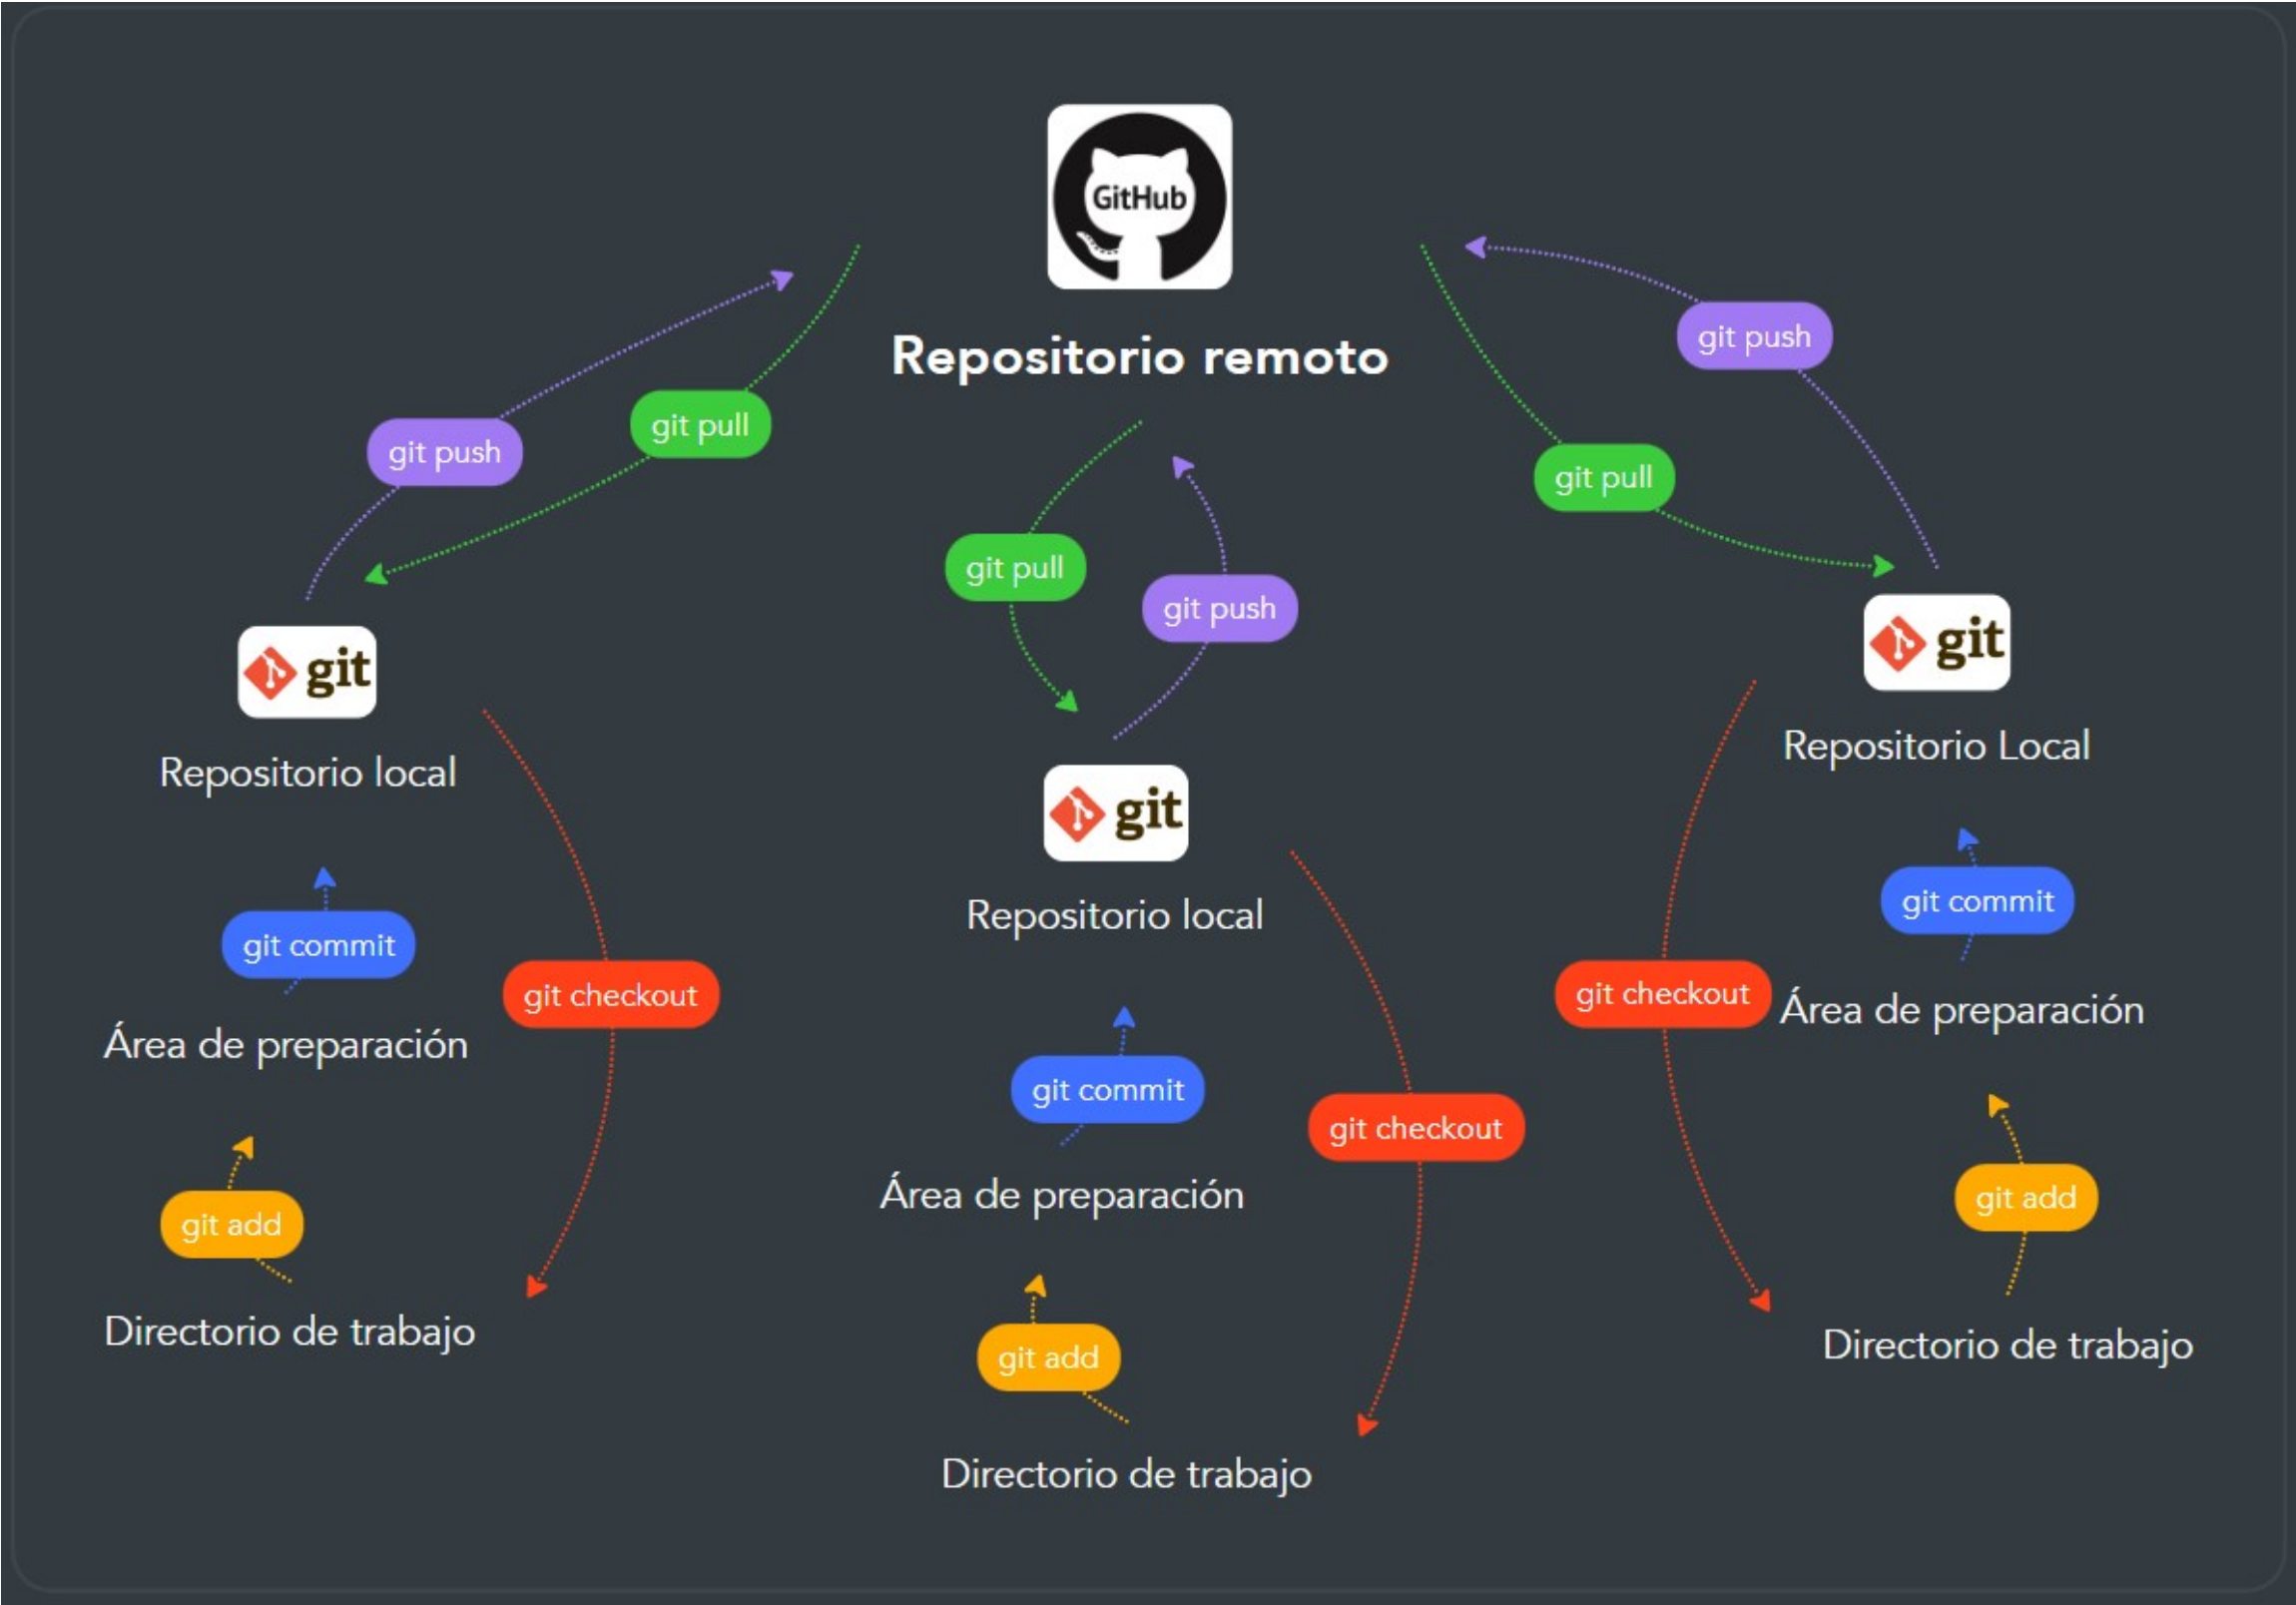 GitHub
Repositorio remoto
git push
git pull
git pull
git push
git pull
git push
git
Repositorio local
git commit
Área de preparación
git add
Directorio de trabajo
git checkout
git
Repositorio local
git commit
Área de preparación
git add
Directorio de trabajo
git checkout
git
Repositorio Local
git commit
git checkout
Área de preparación
git add
Directorio de trabajo